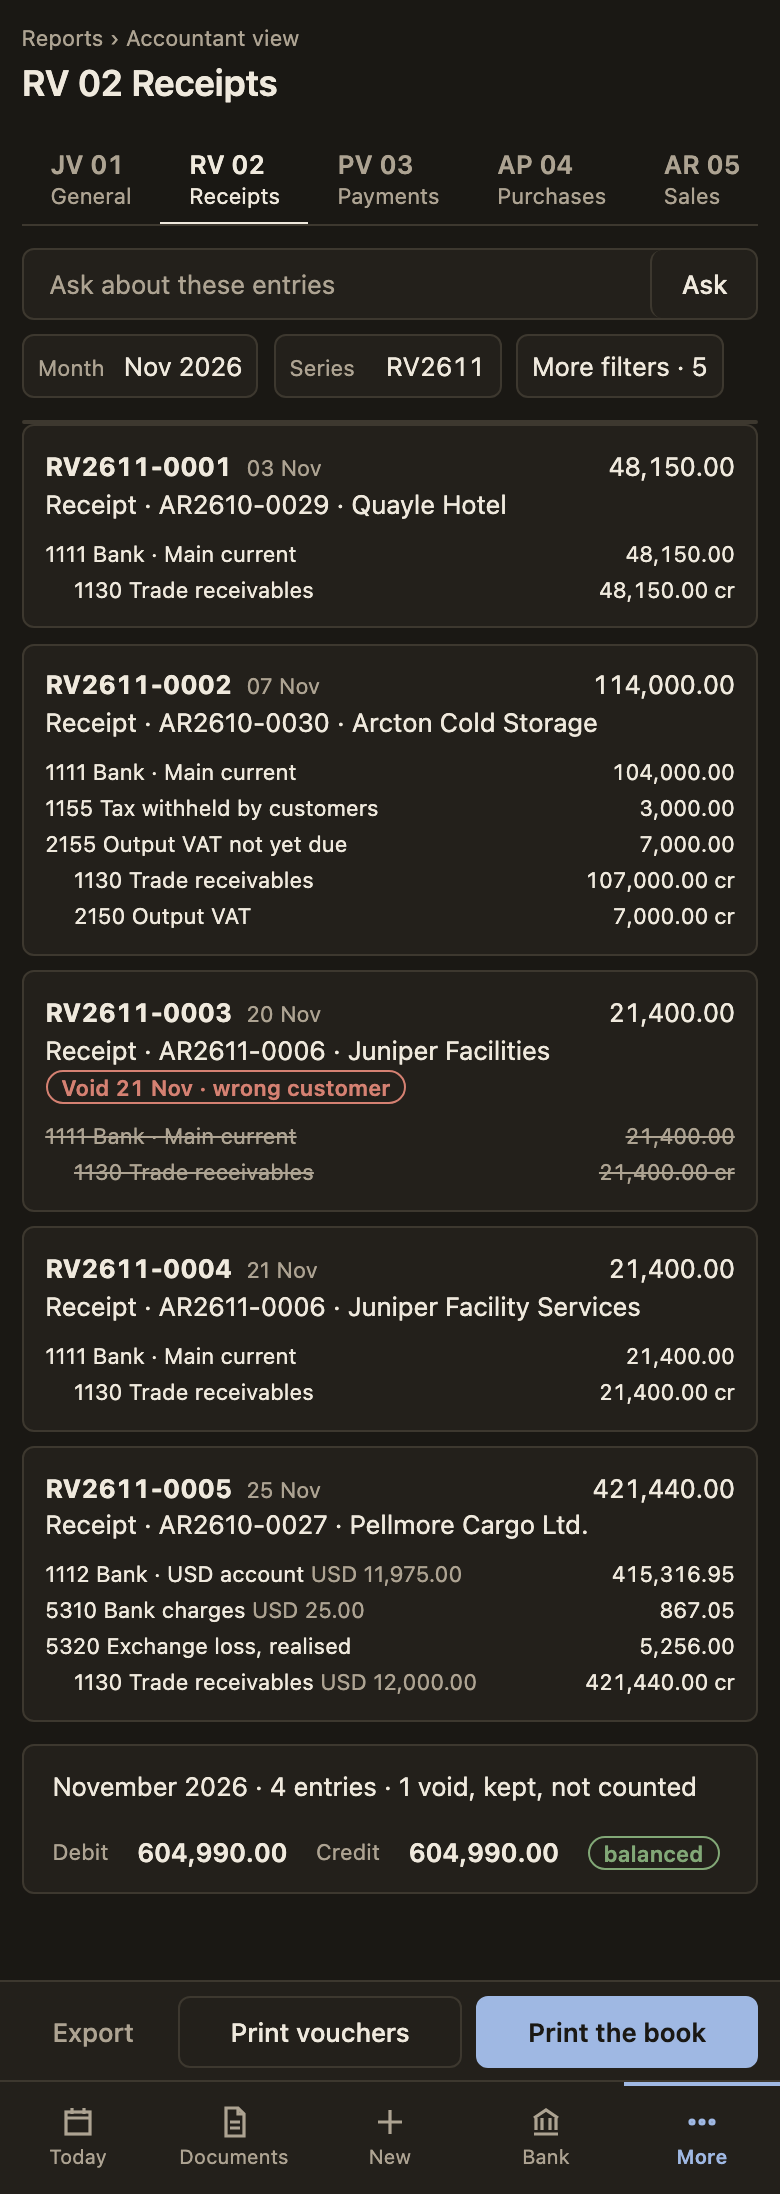 Reports › Accountant view
RV 02 Receipts
JV 01 RV 02 PV 03 AP 04 AR 05
General Receipts Payments Purchases Sales
Ask about these entries Ask
Month Nov 2026 Series RV2611 More filters · 5
RV2611-0001 03 Nov 48,150.00
Receipt · AR2610-0029 · Quayle Hotel
1111 Bank · Main current 48,150.00
1130 Trade receivables 48,150.00 cr
RV2611-0002 07 Nov 114,000.00
Receipt · AR2610-0030 · Arcton Cold Storage
1111 Bank · Main current 104,000.00
1155 Tax withheld by customers 3,000.00
2155 Output VAT not yet due 7,000.00
1130 Trade receivables 107,000.00 cr
2150 Output VAT 7,000.00 cr
RV2611-0003 20 Nov 21,400.00
Receipt · AR2611-0006 · Juniper Facilities
Void 21 Nov · wrong customer
1111 Bank · Main current 21,400.00
1130 Trade receivables 21,400.00 cr
RV2611-0004 21 Nov 21,400.00
Receipt · AR2611-0006 · Juniper Facility Services
1111 Bank · Main current 21,400.00
1130 Trade receivables 21,400.00 cr
RV2611-0005 25 Nov 421,440.00
Receipt · AR2610-0027 · Pellmore Cargo Ltd.
1112 Bank · USD account USD 11,975.00 415,316.95
5310 Bank charges USD 25.00 867.05
5320 Exchange loss, realised 5,256.00
1130 Trade receivables USD 12,000.00 421,440.00 cr
November 2026 · 4 entries · 1 void, kept, not counted
Debit 604,990.00 Credit 604,990.00 balanced
Export Print vouchers Print the book
Today Documents New Bank More